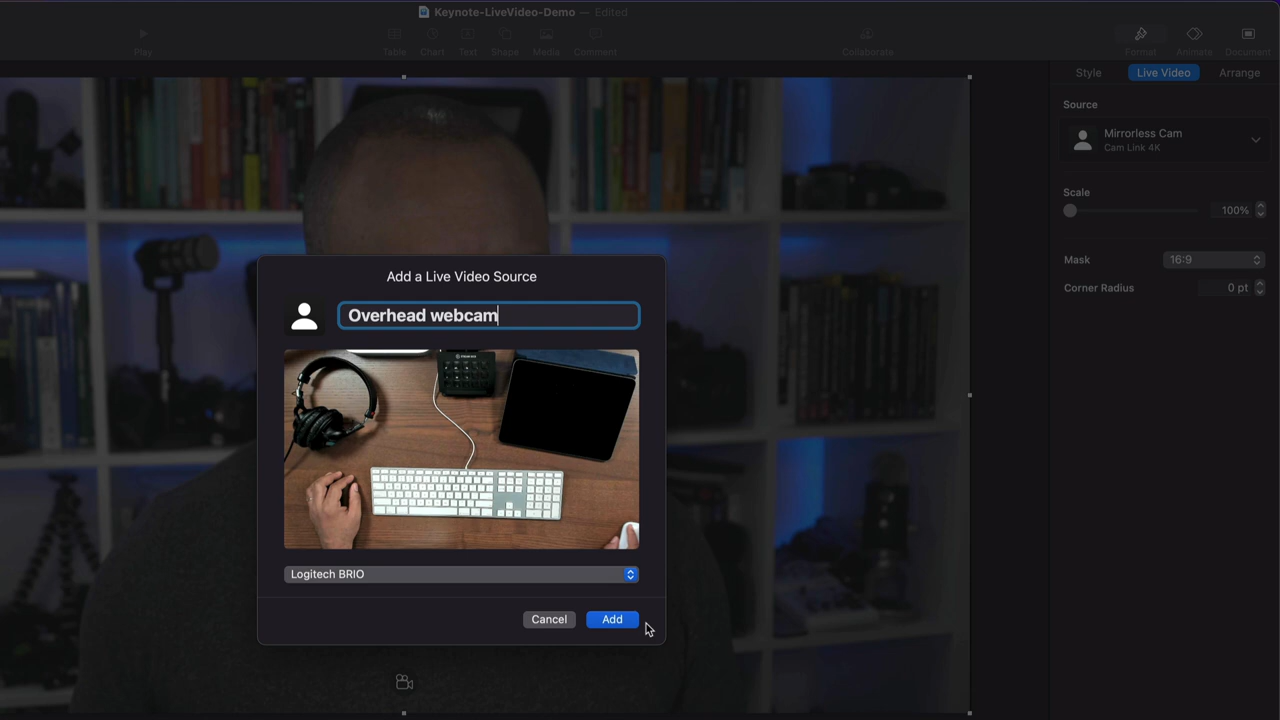 Keynote-LiveVideo-Demo — Edited
Play
Table
Chart
Text
Shape
Media
Comment
Collaborate
Format
Animate
Document
Style
Live Video
Arrange
Source
Mirrorless Cam
Cam Link 4K
Scale
100%
Mask
16:9
Corner Radius
0 pt
Add a Live Video Source
Overhead webcam
Logitech BRIO
Cancel
Add